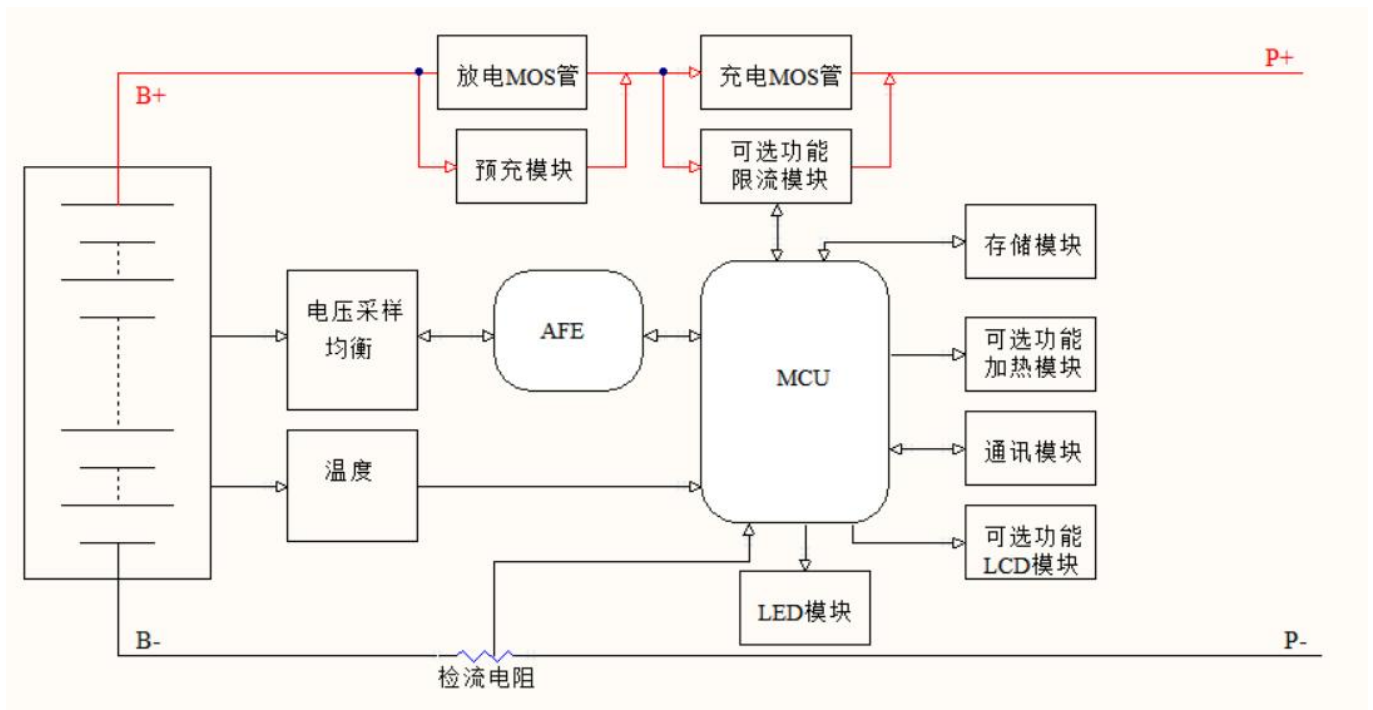 放电MOS管
充电MOS管
P+
B+
预充模块
可选功能
限流模块
存储模块
电压采样
均衡
AFE
MCU
可选功能
加热模块
温度
通讯模块
可选功能
LCD模块
LED模块
B-
P-
检流电阻